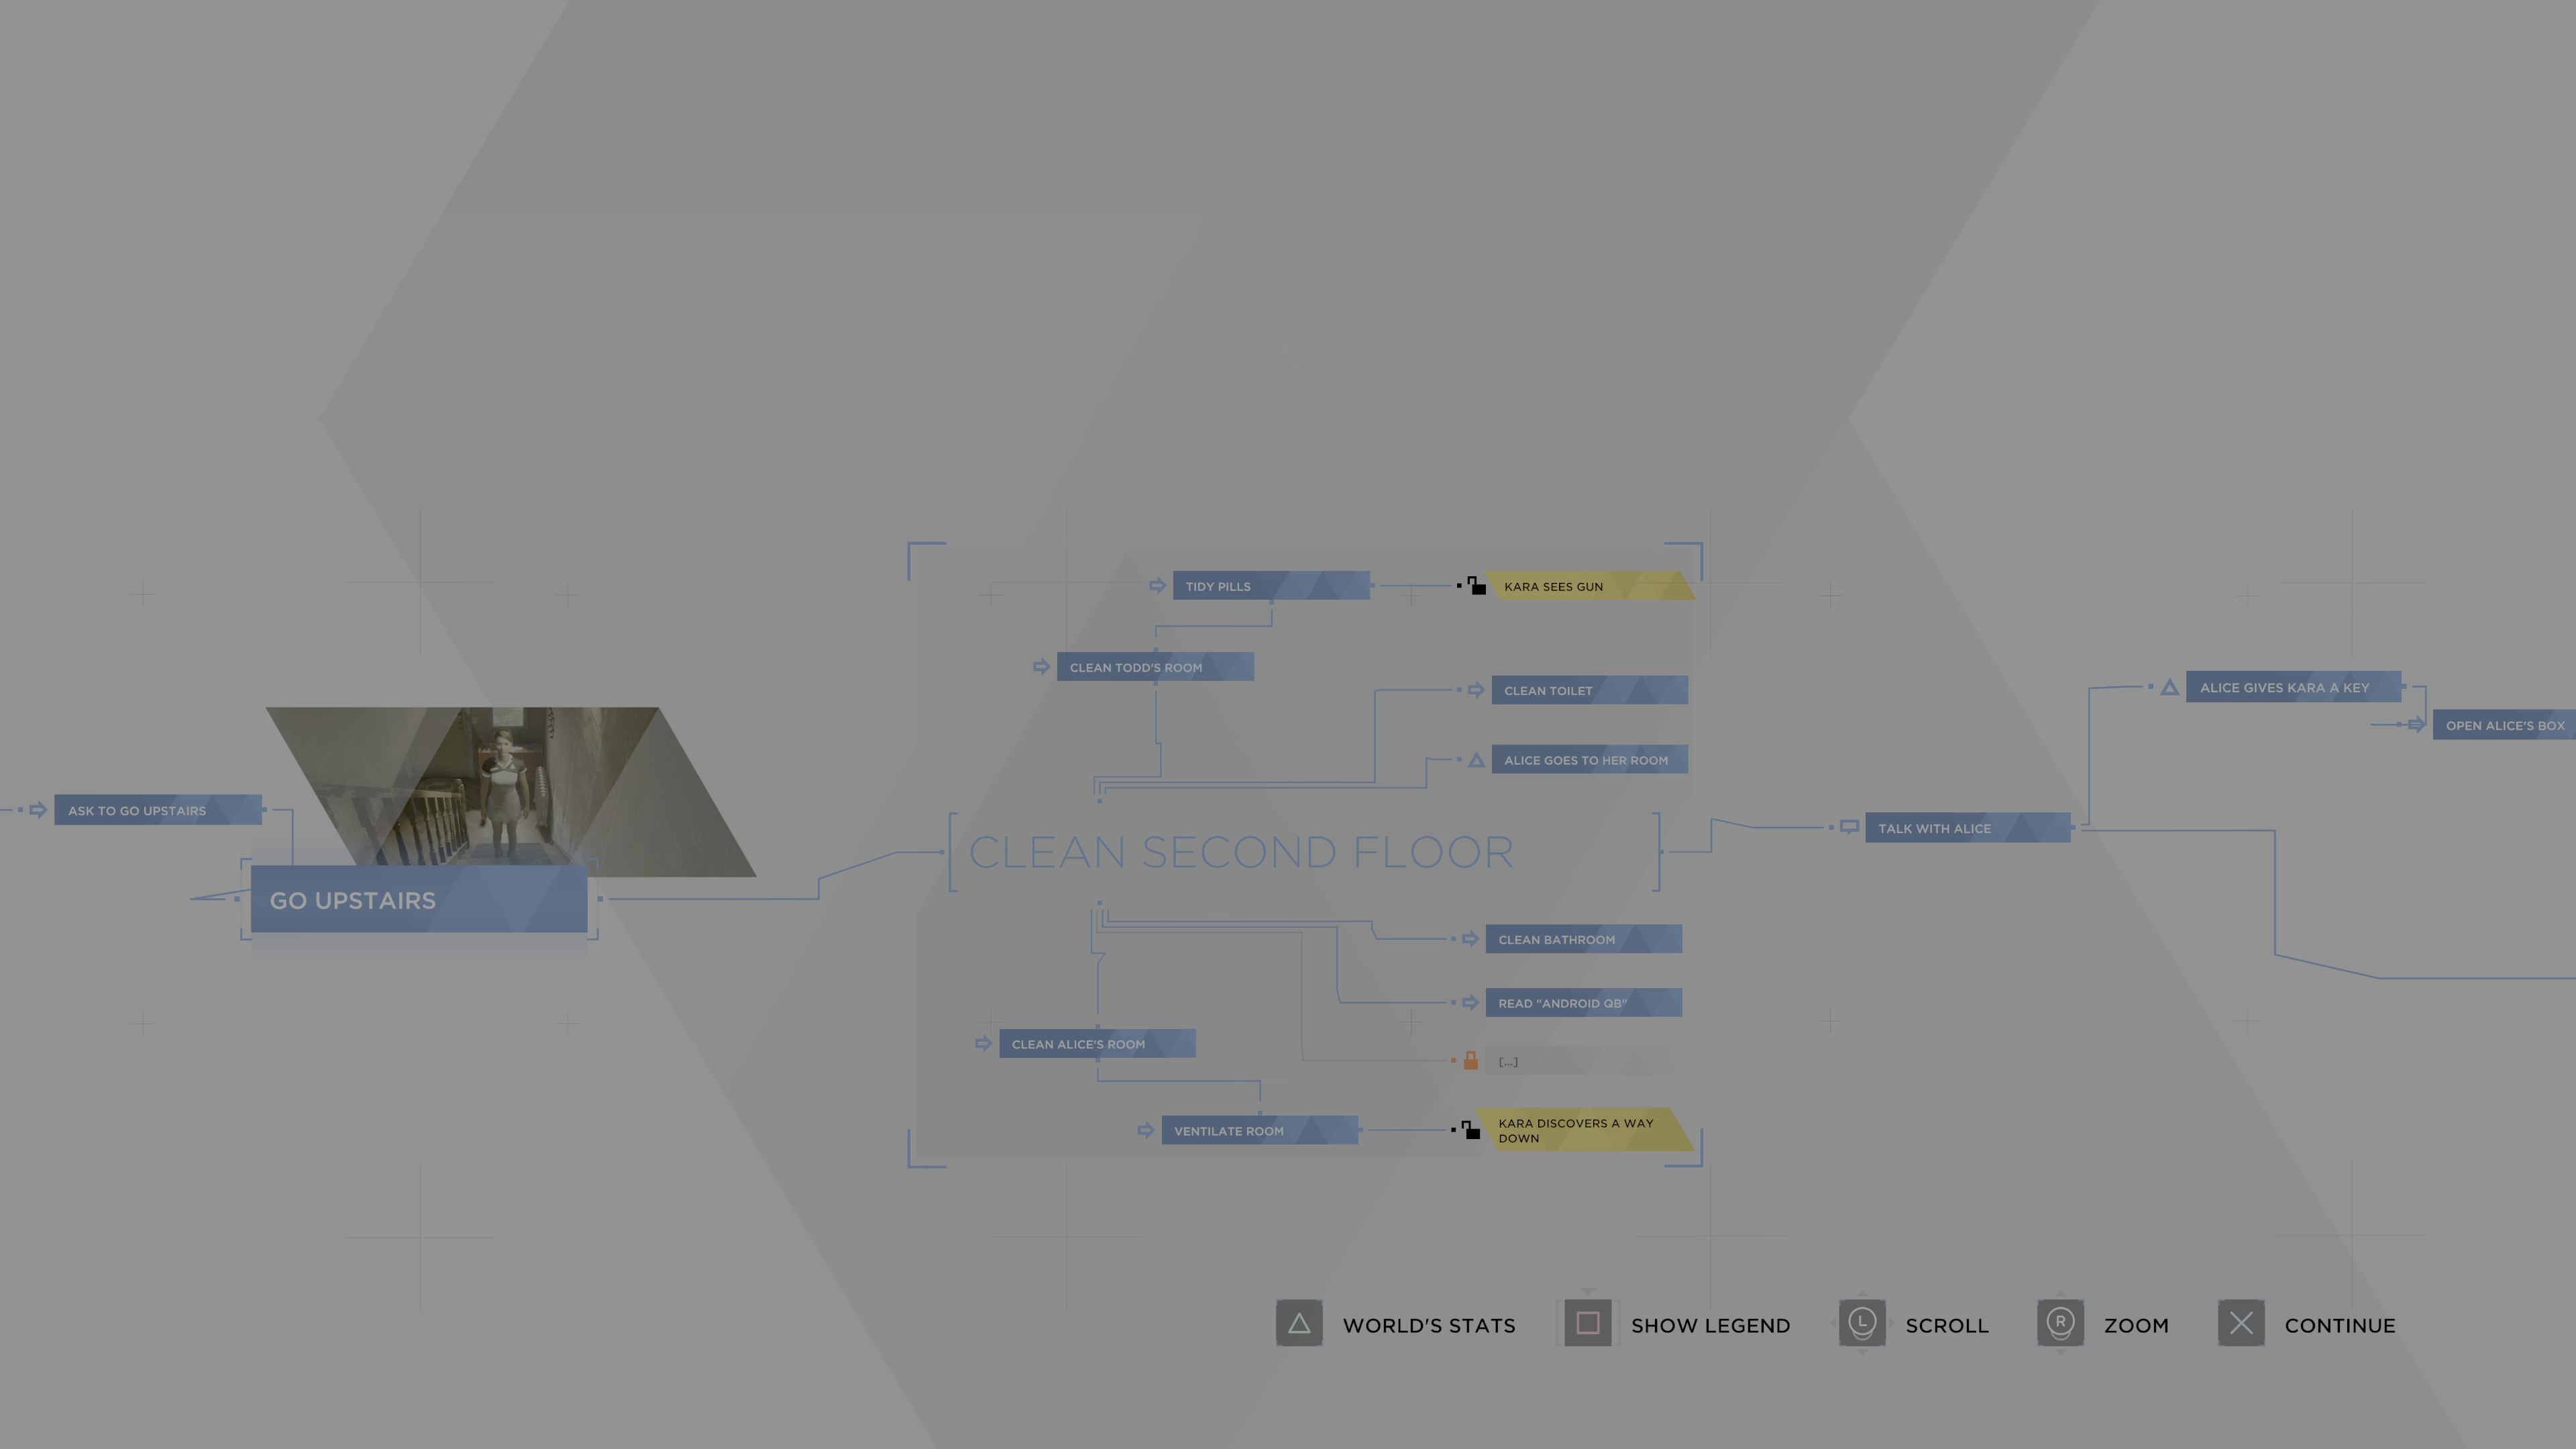 TIDY PILLS
KARA SEES GUN
CLEAN TODD'S ROOM
CLEAN TOILET
ALICE GIVES KARA A KEY
OPEN ALICE'S BOX
ALICE GOES TO HER ROOM
ASK TO GO UPSTAIRS
TALK WITH ALICE
CLEAN SECOND FLOOR
GO UPSTAIRS
CLEAN BATHROOM
READ "ANDROID QB"
CLEAN ALICE'S ROOM
[...]
VENTILATE ROOM
KARA DISCOVERS A WAY
DOWN
WORLD'S STATS
SHOW LEGEND
L
SCROLL
R
ZOOM
CONTINUE